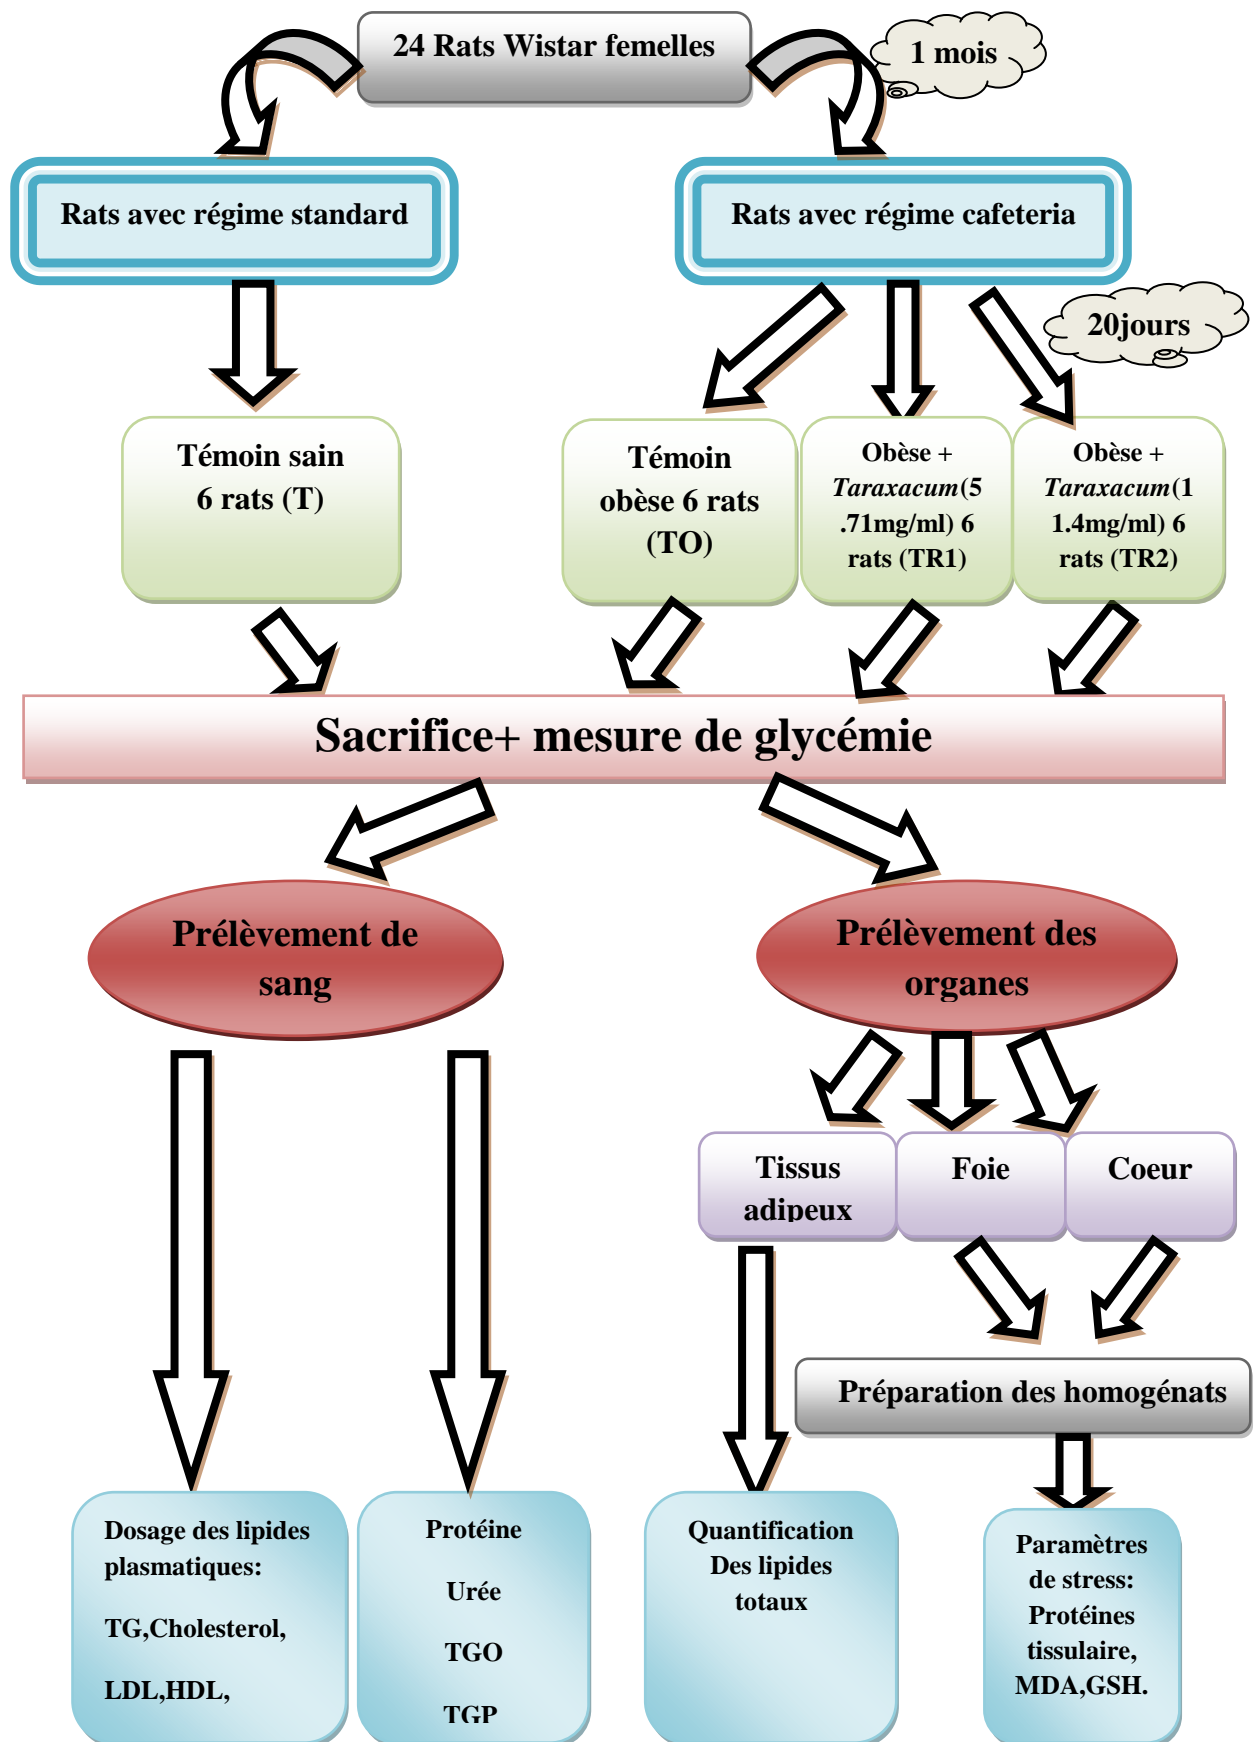 24 Rats Wistar femelles
1 mois
Rats avec régime standard
Rats avec régime cafeteria
20jours
Témoin sain
6 rats (T)
Témoin
obèse 6 rats
(TO)
Obèse +
Taraxacum(5
.71mg/ml) 6
rats (TR1)
Obèse +
Taraxacum(1
1.4mg/ml) 6
rats (TR2)
Sacrifice+ mesure de glycémie
Prélèvement de
sang
Prélèvement des
organes
Tissus
adipeux
Foie
Coeur
Préparation des homogénats
Dosage des lipides
plasmatiques:
TG,Cholesterol,
LDL,HDL,
Protéine
Urée
TGO
TGP
Quantification
Des lipides
totaux
Paramètres
de stress:
Protéines
tissulaire,
MDA,GSH.